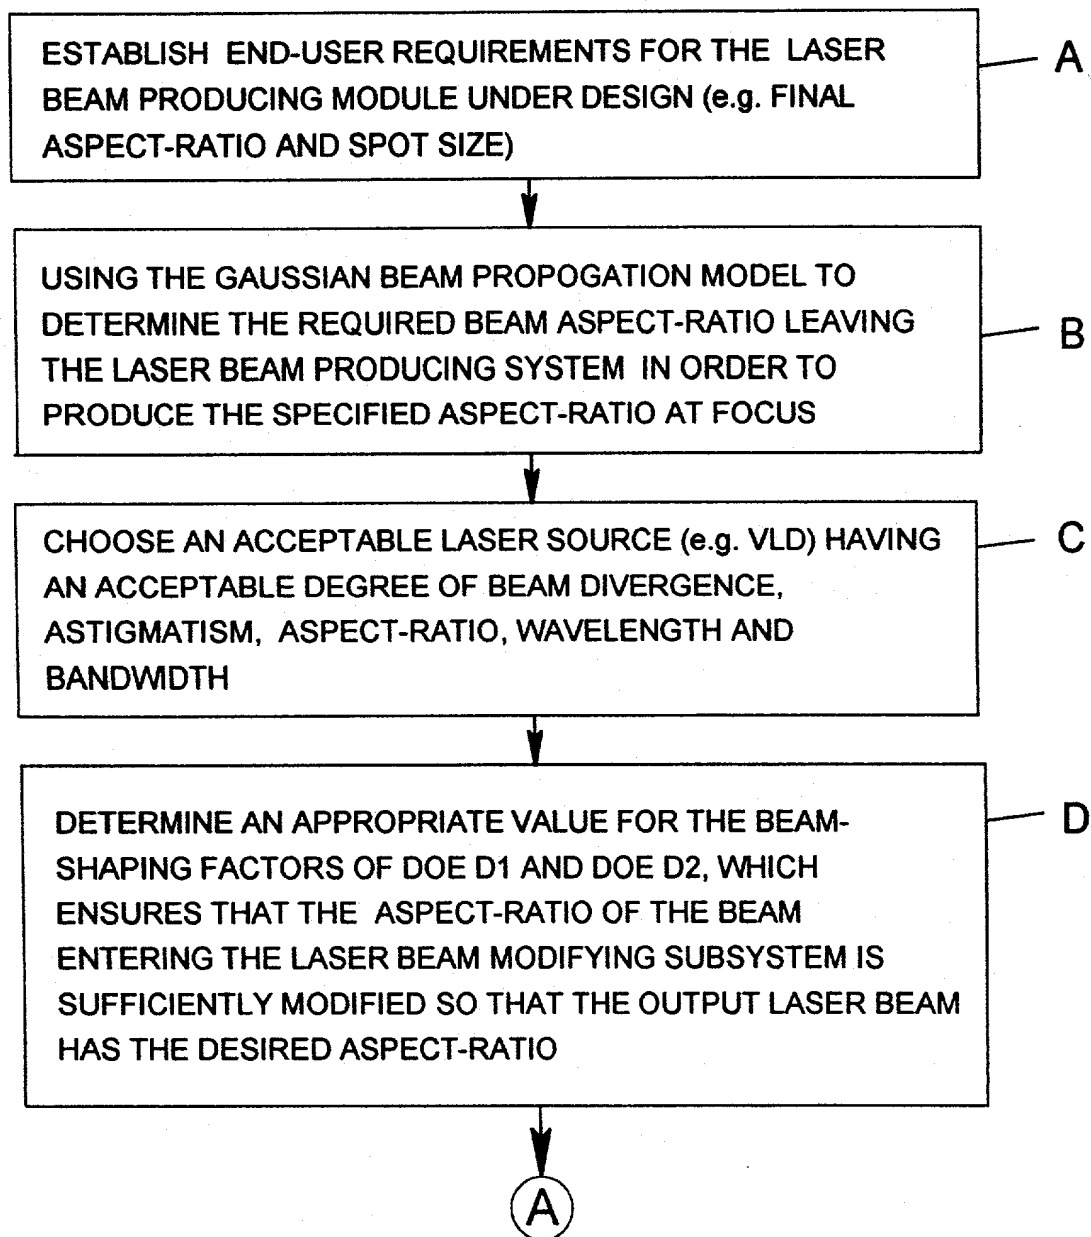 ESTABLISH END-USER REQUIREMENTS FOR THE LASER
BEAM PRODUCING MODULE UNDER DESIGN (e.g. FINAL
ASPECT-RATIO AND SPOT SIZE)
A
USING THE GAUSSIAN BEAM PROPOGATION MODEL TO
DETERMINE THE REQUIRED BEAM ASPECT-RATIO LEAVING
THE LASER BEAM PRODUCING SYSTEM IN ORDER TO
PRODUCE THE SPECIFIED ASPECT-RATIO AT FOCUS
B
CHOOSE AN ACCEPTABLE LASER SOURCE (e.g. VLD) HAVING
AN ACCEPTABLE DEGREE OF BEAM DIVERGENCE,
ASTIGMATISM, ASPECT-RATIO, WAVELENGTH AND
BANDWIDTH
C
DETERMINE AN APPROPRIATE VALUE FOR THE BEAM-
SHAPING FACTORS OF DOE D1 AND DOE D2, WHICH
ENSURES THAT THE ASPECT-RATIO OF THE BEAM
ENTERING THE LASER BEAM MODIFYING SUBSYSTEM IS
SUFFICIENTLY MODIFIED SO THAT THE OUTPUT LASER BEAM
HAS THE DESIRED ASPECT-RATIO
D
A